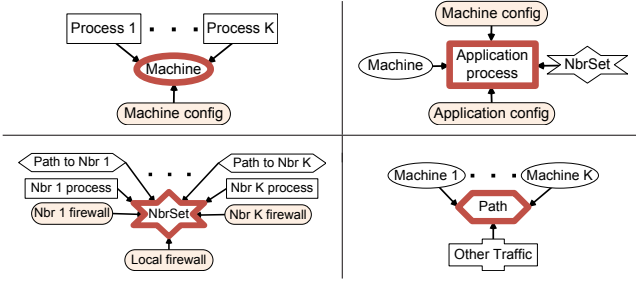 Process 1 . . . Process K
Machine
Machine config
Machine config
Machine
Application
process
NbrSet
Application config
Path to Nbr 1 . . . Path to Nbr K
Nbr 1 process
Nbr K process
Nbr 1 firewall
NbrSet
Nbr K firewall
Local firewall
Machine 1 . . . Machine K
Path
Other Traffic